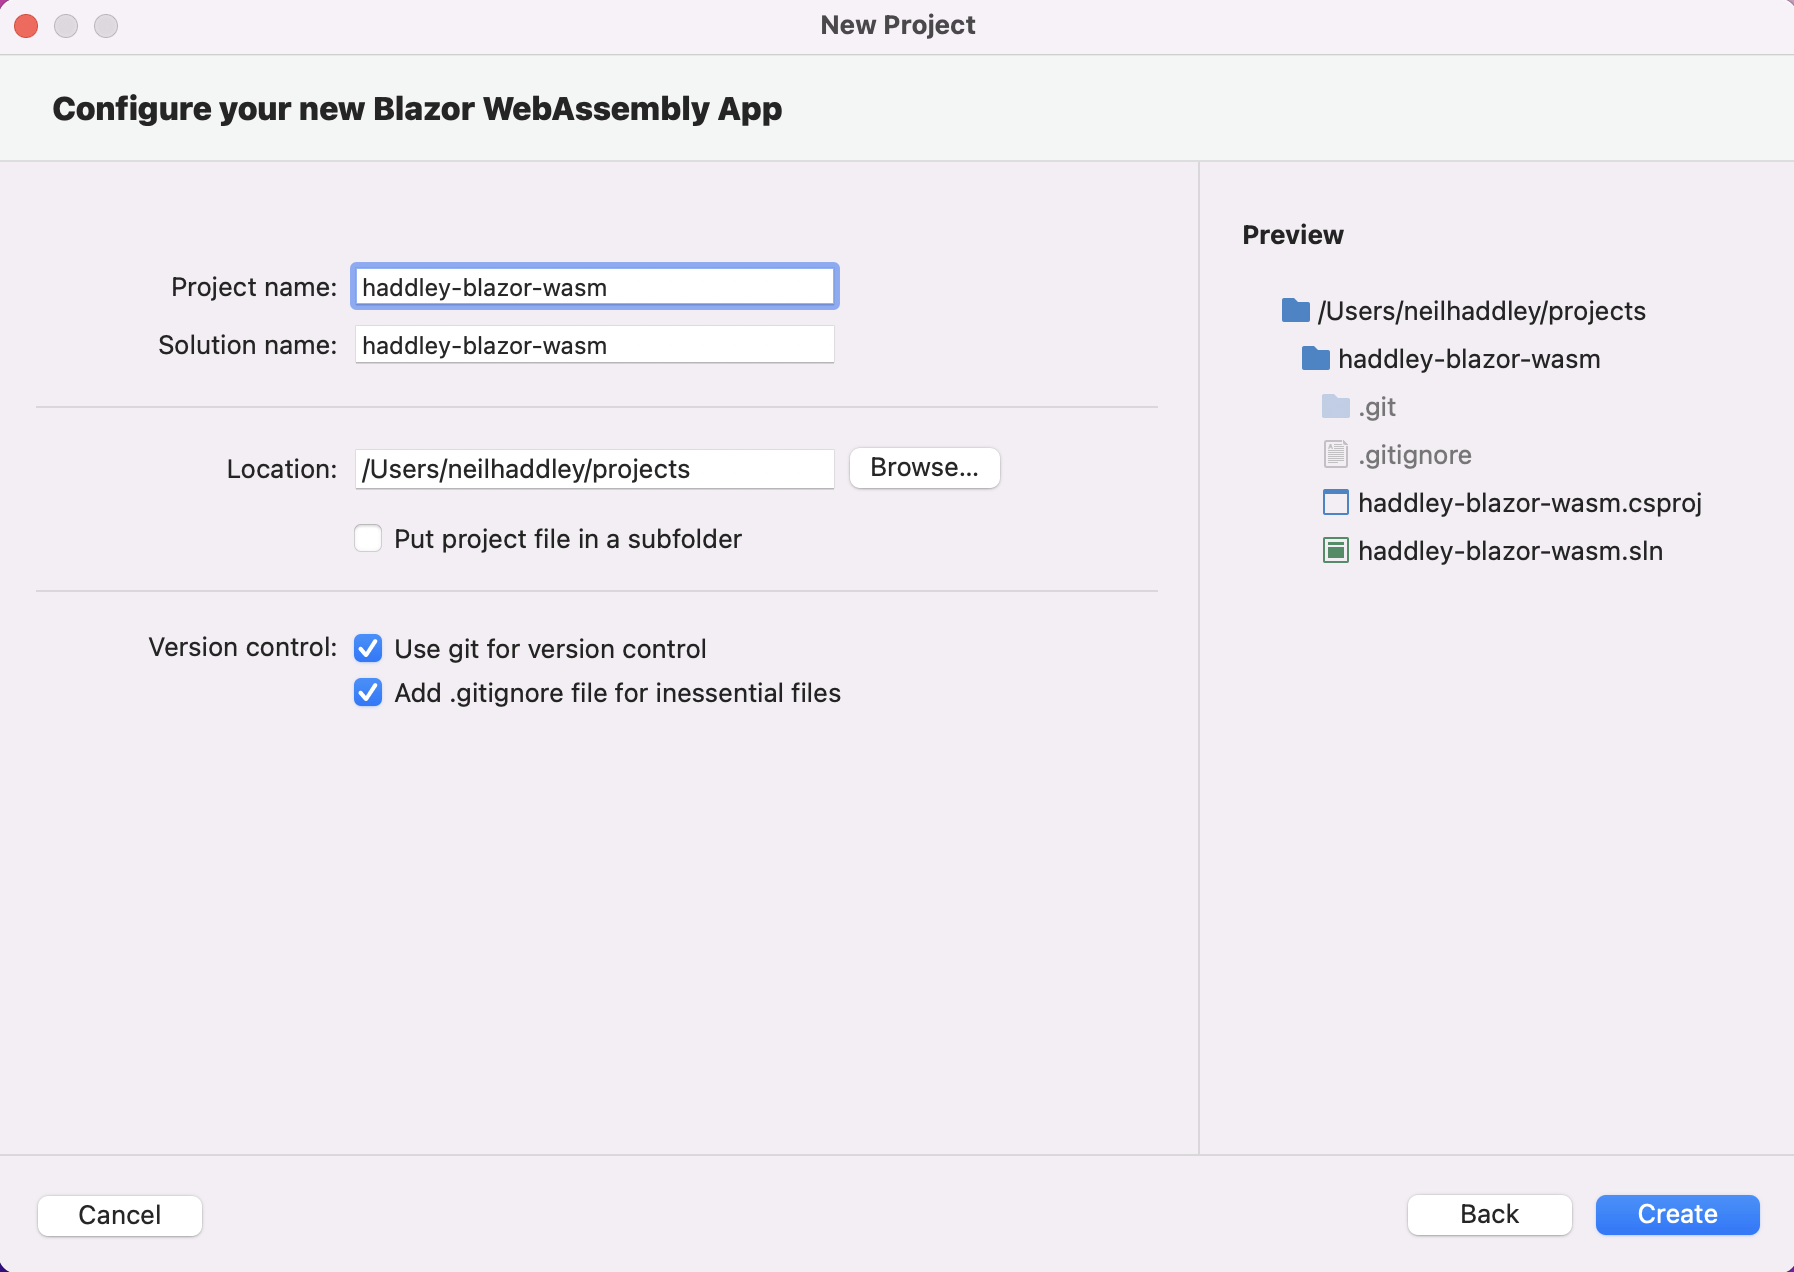 New Project
Configure your new Blazor WebAssembly App
Project name: haddley-blazor-wasm
Solution name: haddley-blazor-wasm
Location: /Users/neilhaddley/projects Browse...
Put project file in a subfolder
Version control: Use git for version control
Add .gitignore file for inessential files
Preview
/Users/neilhaddley/projects
haddley-blazor-wasm
.git
.gitignore
haddley-blazor-wasm.csproj
haddley-blazor-wasm.sln
Cancel Back Create